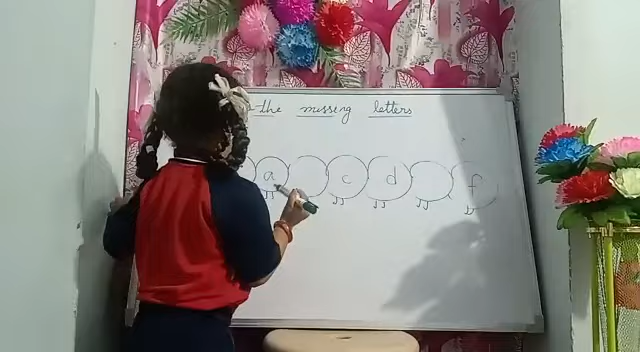 the missing letters
a c d f